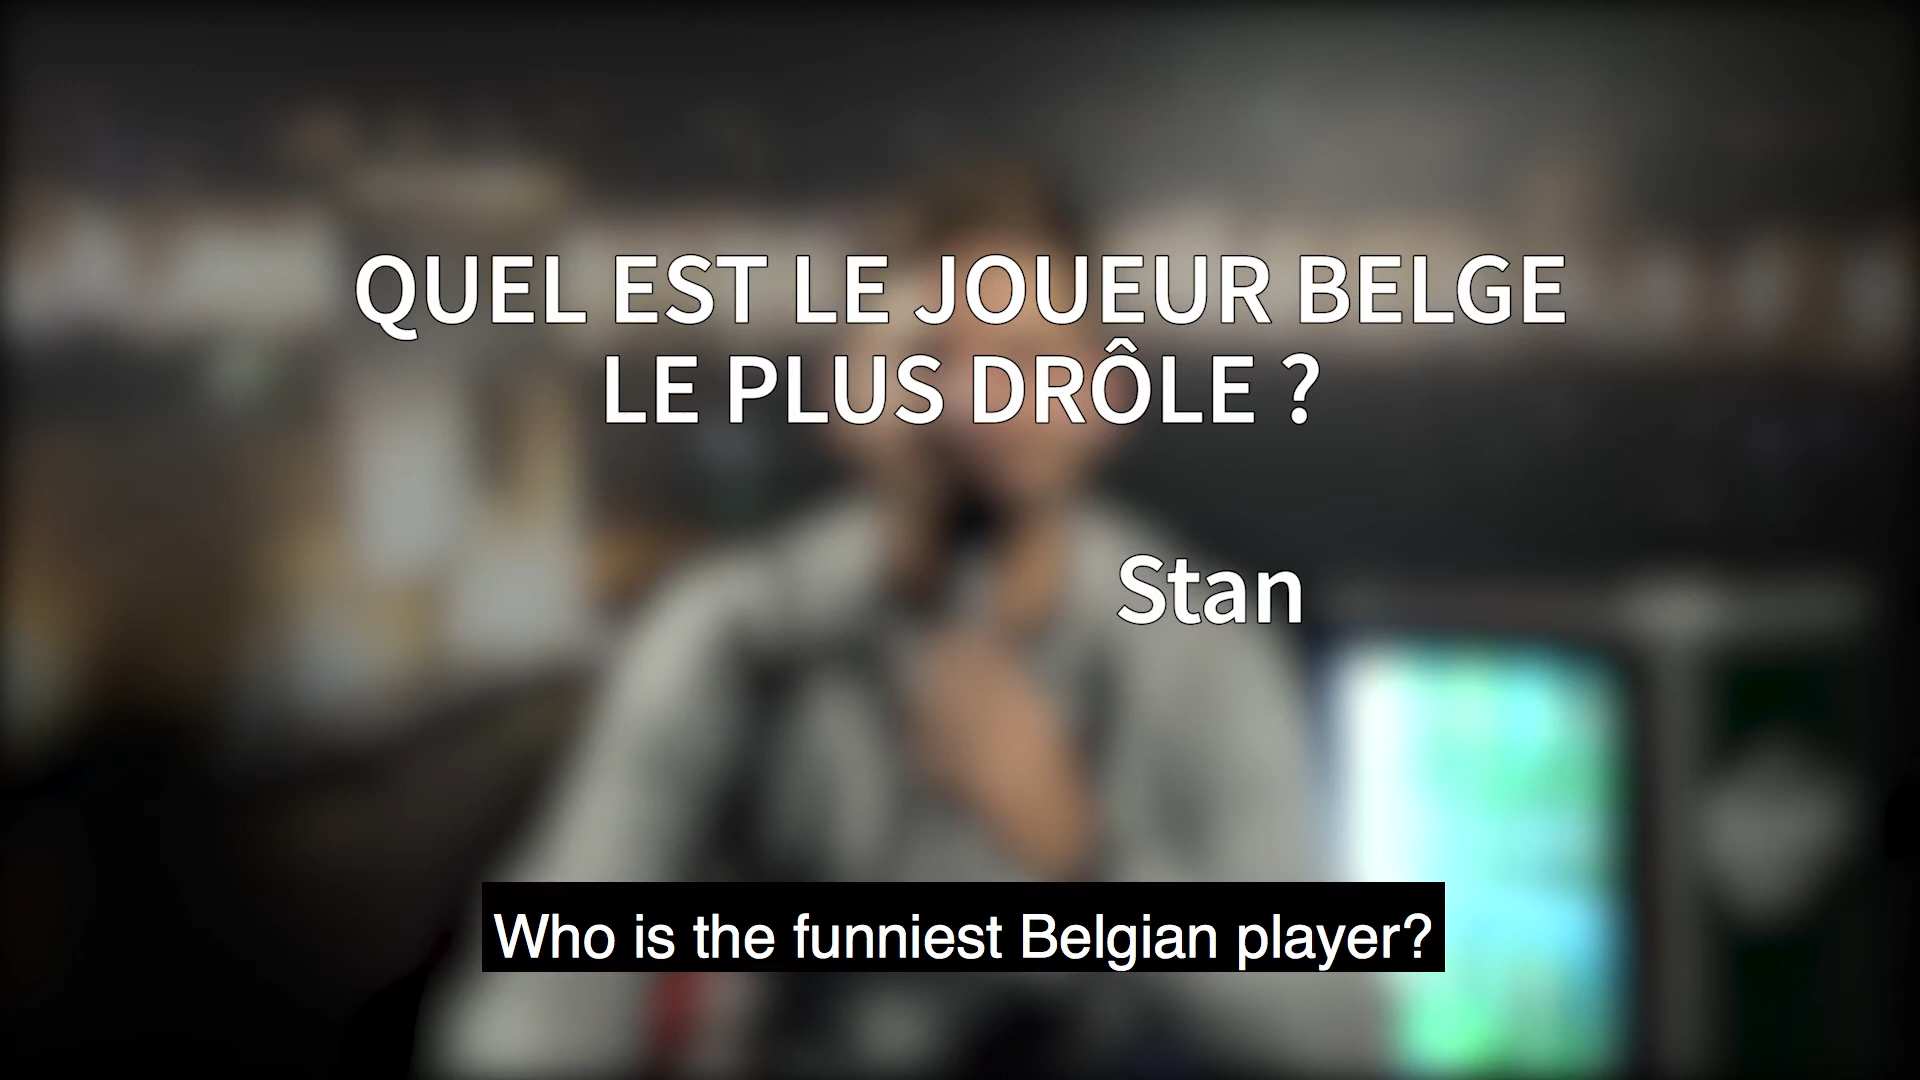 QUEL EST LE JOUEUR BELGE
LE PLUS DRÔLE ?
Stan
Who is the funniest Belgian player?